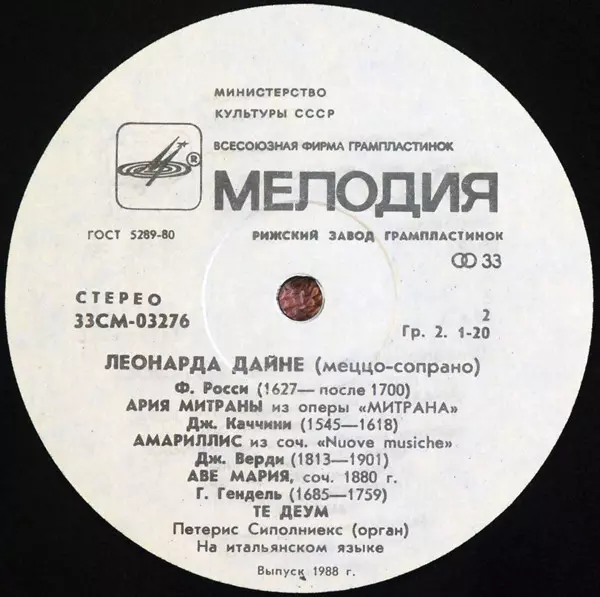 МИНИСТЕРСТВО
КУЛЬТУРЫ СССР
ВСЕСОЮЗНАЯ ФИРМА ГРАМПЛАСТИНОК
®
МЕЛОДИЯ
ГОСТ 5289-80
РИЖСКИЙ ЗАВОД ГРАМПЛАСТИНОК
33
СТЕРЕО
33СМ-03276
2
Гр. 2. 1-20
ЛЕОНАРДА ДАЙНЕ (меццо-сопрано)
Ф. Росси (1627— после 1700)
АРИЯ МИТРАНЫ из оперы «МИТРАНА»
Дж. Каччини (1545—1618)
АМАРИЛЛИС из соч. «Nuove musiche»
Дж. Верди (1813—1901)
АВЕ МАРИЯ, соч. 1880 г.
Г. Гендель (1685—1759)
ТЕ ДЕУМ
Петерис Сиполниекс (орган)
На итальянском языке
Выпуск 1988 г.